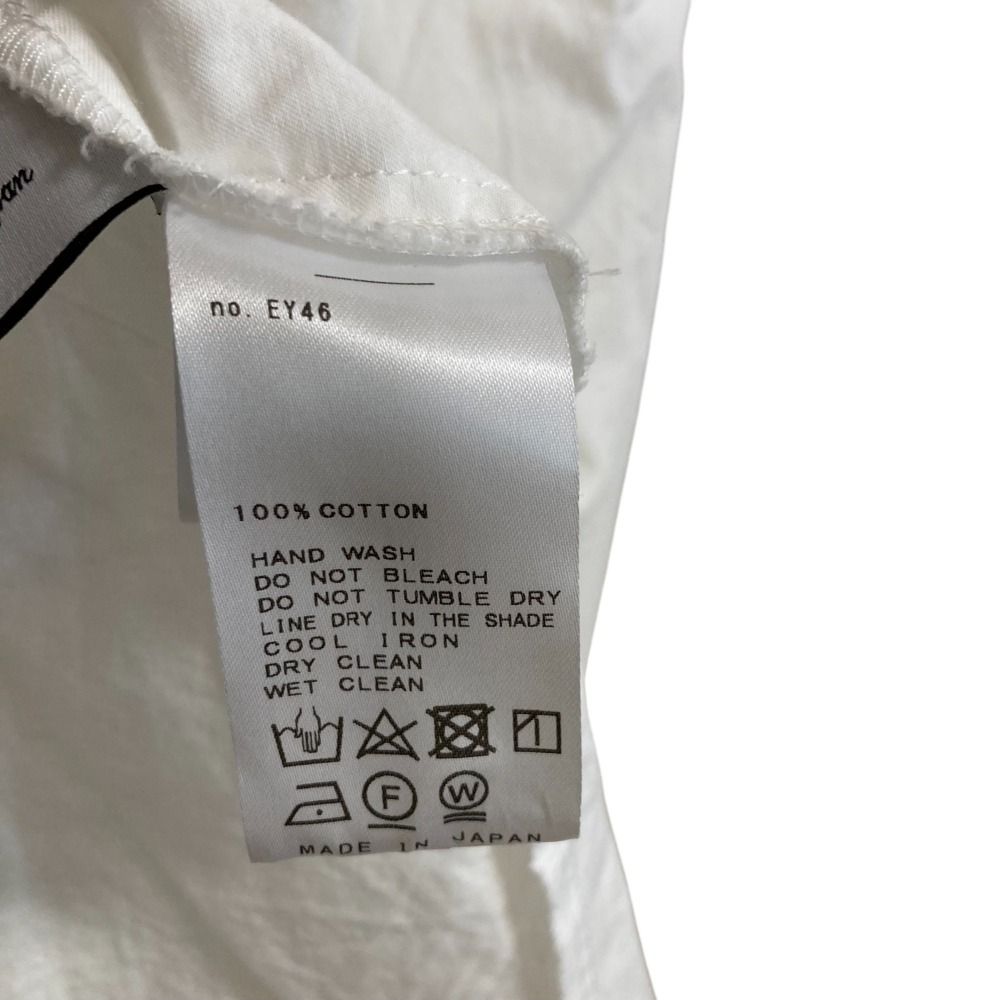 no. EY46
100% COTTON
HAND WASH
DO NOT BLEACH
DO NOT TUMBLE DRY
LINE DRY IN THE SHADE
COOL IRON
DRY CLEAN
WET CLEAN
F W
MADE IN JAPAN